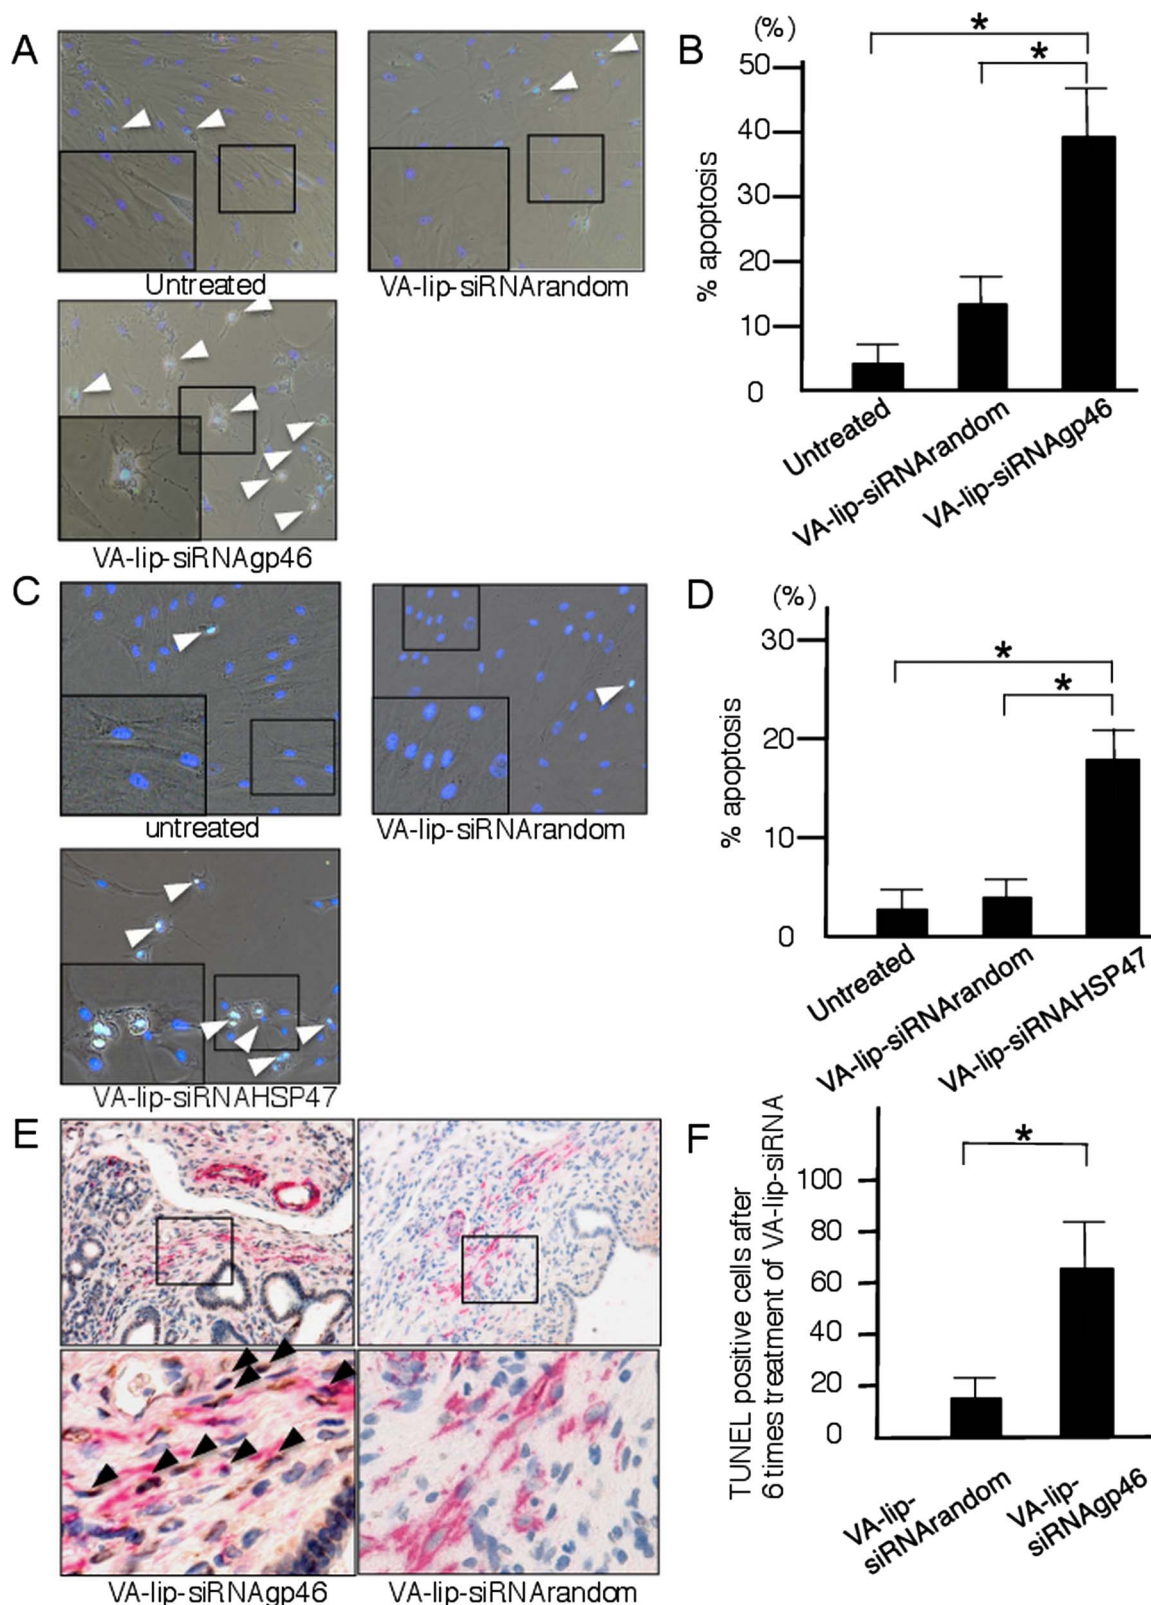 A
Untreated
VA-lip-siRNArandom
VA-lip-siRNAgp46
B
(%)
% apoptosis
50
40
30
20
10
0
*
*
Untreated
VA-lip-siRNArandom
VA-lip-siRNAgp46
C
untreated
VA-lip-siRNArandom
VA-lip-siRNAHSP47
D
(%)
% apoptosis
30
20
10
0
*
*
Untreated
VA-lip-siRNArandom
VA-lip-siRNAHSP47
E
VA-lip-siRNAgp46
VA-lip-siRNArandom
F
TUNEL positive cells after
6 times treatment of VA-lip-siRNA
100
80
60
40
20
0
*
VA-lip-
siRNArandom
VA-lip-
siRNAgp46